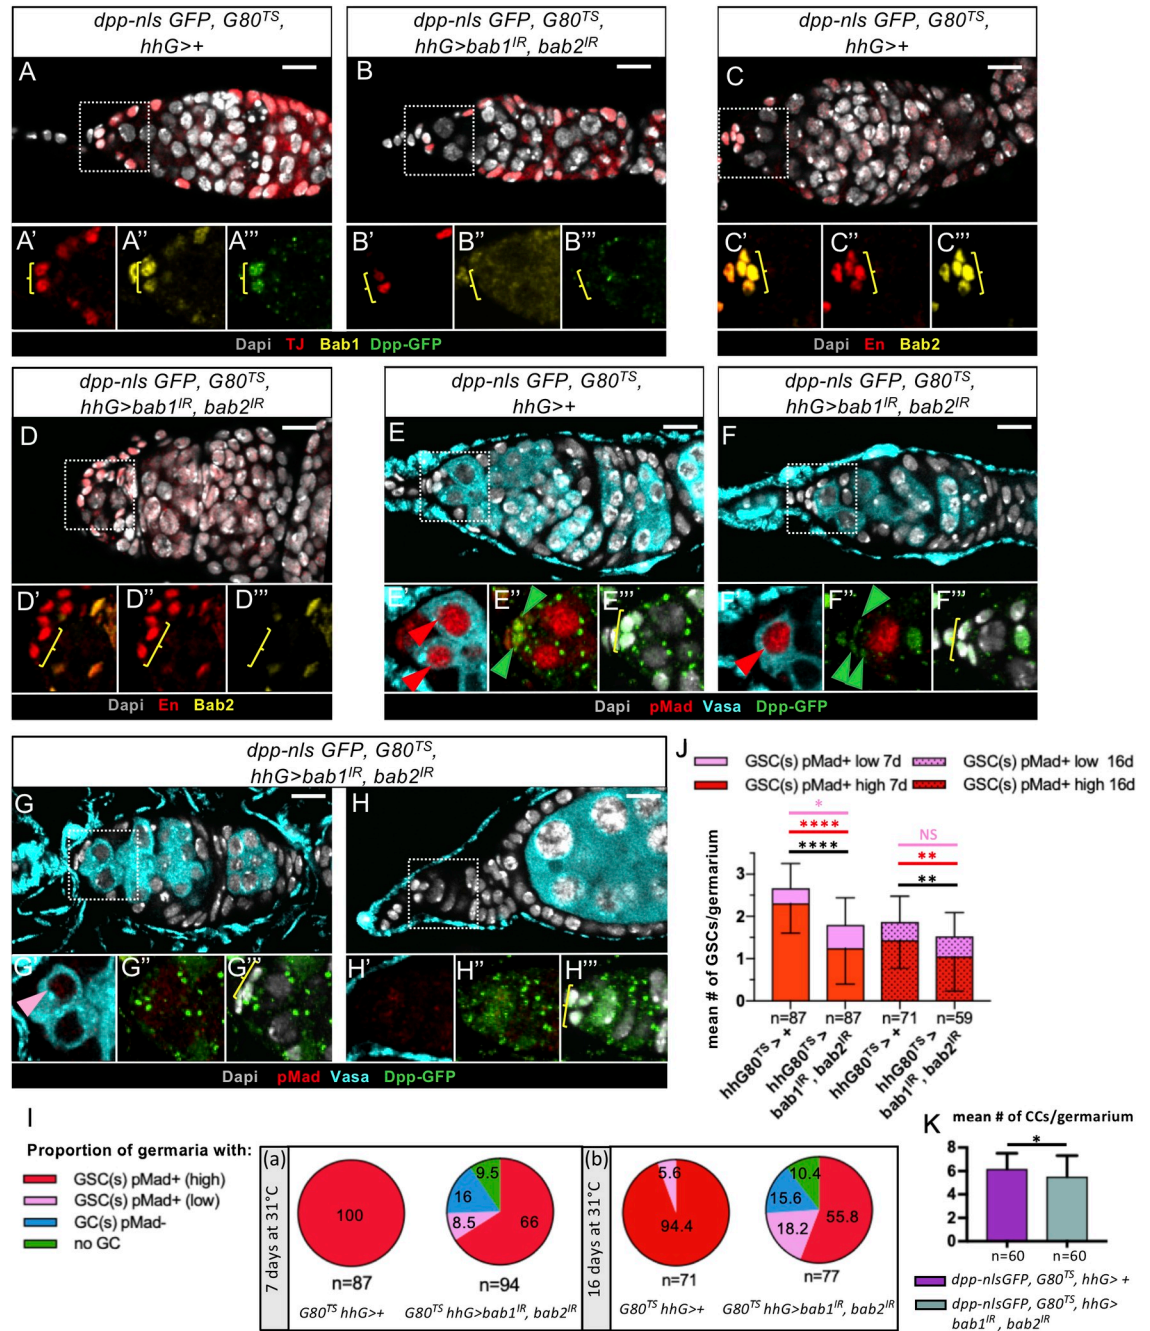 dpp-nls GFP, G80TS,
hhG>+
dpp-nls GFP, G80TS,
hhG>bab1IR, bab2IR
dpp-nls GFP, G80TS,
hhG>+
A
B
C
A'
A''
A'''
B'
B''
B'''
C'
C''
C'''
Dapi TJ Bab1 Dpp-GFP
Dapi En Bab2
dpp-nls GFP, G80TS,
hhG>bab1IR, bab2IR
dpp-nls GFP, G80TS,
hhG>+
dpp-nls GFP, G80TS,
hhG>bab1IR, bab2IR
D
E
F
D'
D''
D'''
E'
E''
E'''
F'
F''
F'''
Dapi En Bab2
Dapi pMad Vasa Dpp-GFP
dpp-nls GFP, G80TS,
hhG>bab1IR, bab2IR
G
H
G'
G''
G'''
H'
H''
H'''
Dapi pMad Vasa Dpp-GFP
J
GSC(s) pMad+ low 7d
GSC(s) pMad+ low 16d
GSC(s) pMad+ high 7d
GSC(s) pMad+ high 16d
*
****
****
NS
**
**
mean # of GSCs/germarium
3
2
1
0
n=87
n=87
n=71
n=59
hhG80TS > +
hhG80TS >
bab1IR, bab2IR
hhG80TS > +
hhG80TS >
bab1IR, bab2IR
I
Proportion of germaria with:
GSC(s) pMad+ (high)
GSC(s) pMad+ (low)
GC(s) pMad-
no GC
(a)
7 days at 31°C
100
n=87
G80TS hhG>+
9.5
16
8.5
66
n=94
G80TS hhG>bab1IR, bab2IR
(b)
16 days at 31°C
5.6
94.4
n=71
G80TS hhG>+
10.4
15.6
18.2
55.8
n=77
G80TS hhG>bab1IR, bab2IR
K
mean # of CCs/germarium
*
8
6
4
2
0
n=60
n=60
dpp-nlsGFP, G80TS, hhG> +
dpp-nlsGFP, G80TS, hhG>
bab1IR, bab2IR